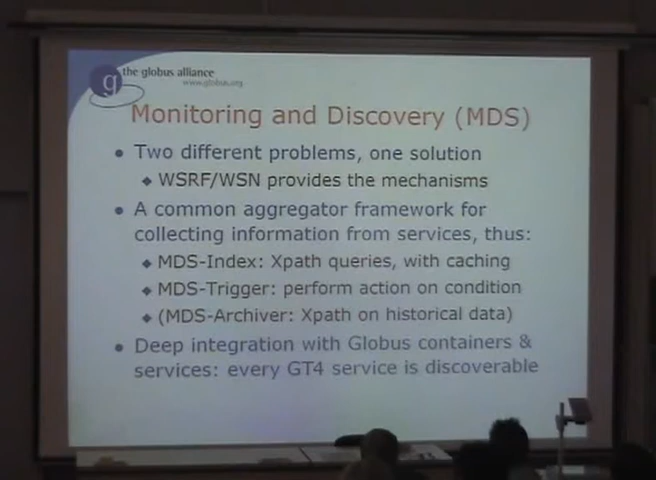 g the globus alliance
www.globus.org
Monitoring and Discovery (MDS)
• Two different problems, one solution
◆ WSRF/WSN provides the mechanisms
• A common aggregator framework for
collecting information from services, thus:
◆ MDS-Index: Xpath queries, with caching
◆ MDS-Trigger: perform action on condition
◆ (MDS-Archiver: Xpath on historical data)
• Deep integration with Globus containers &
services: every GT4 service is discoverable